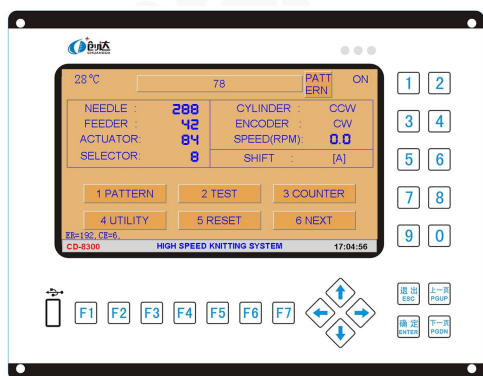 创达
CHUANGDA
28℃ 78 PATTERN ON
NEEDLE : 288 CYLINDER : CCW
FEEDER : 42 ENCODER : CW
ACTUATOR: 84 SPEED(RPM): 0.0
SELECTOR: 8 SHIFT : [A]
1 PATTERN 2 TEST 3 COUNTER
4 UTILITY 5 RESET 6 NEXT
ER=192, CE=6,
CD-8300 HIGH SPEED KNITTING SYSTEM 17:04:56
1 2
3 4
5 6
7 8
9 0
F1 F2 F3 F4 F5 F6 F7
退出 上一页
ESC PGUP
确定 下一页
ENTER PGDN